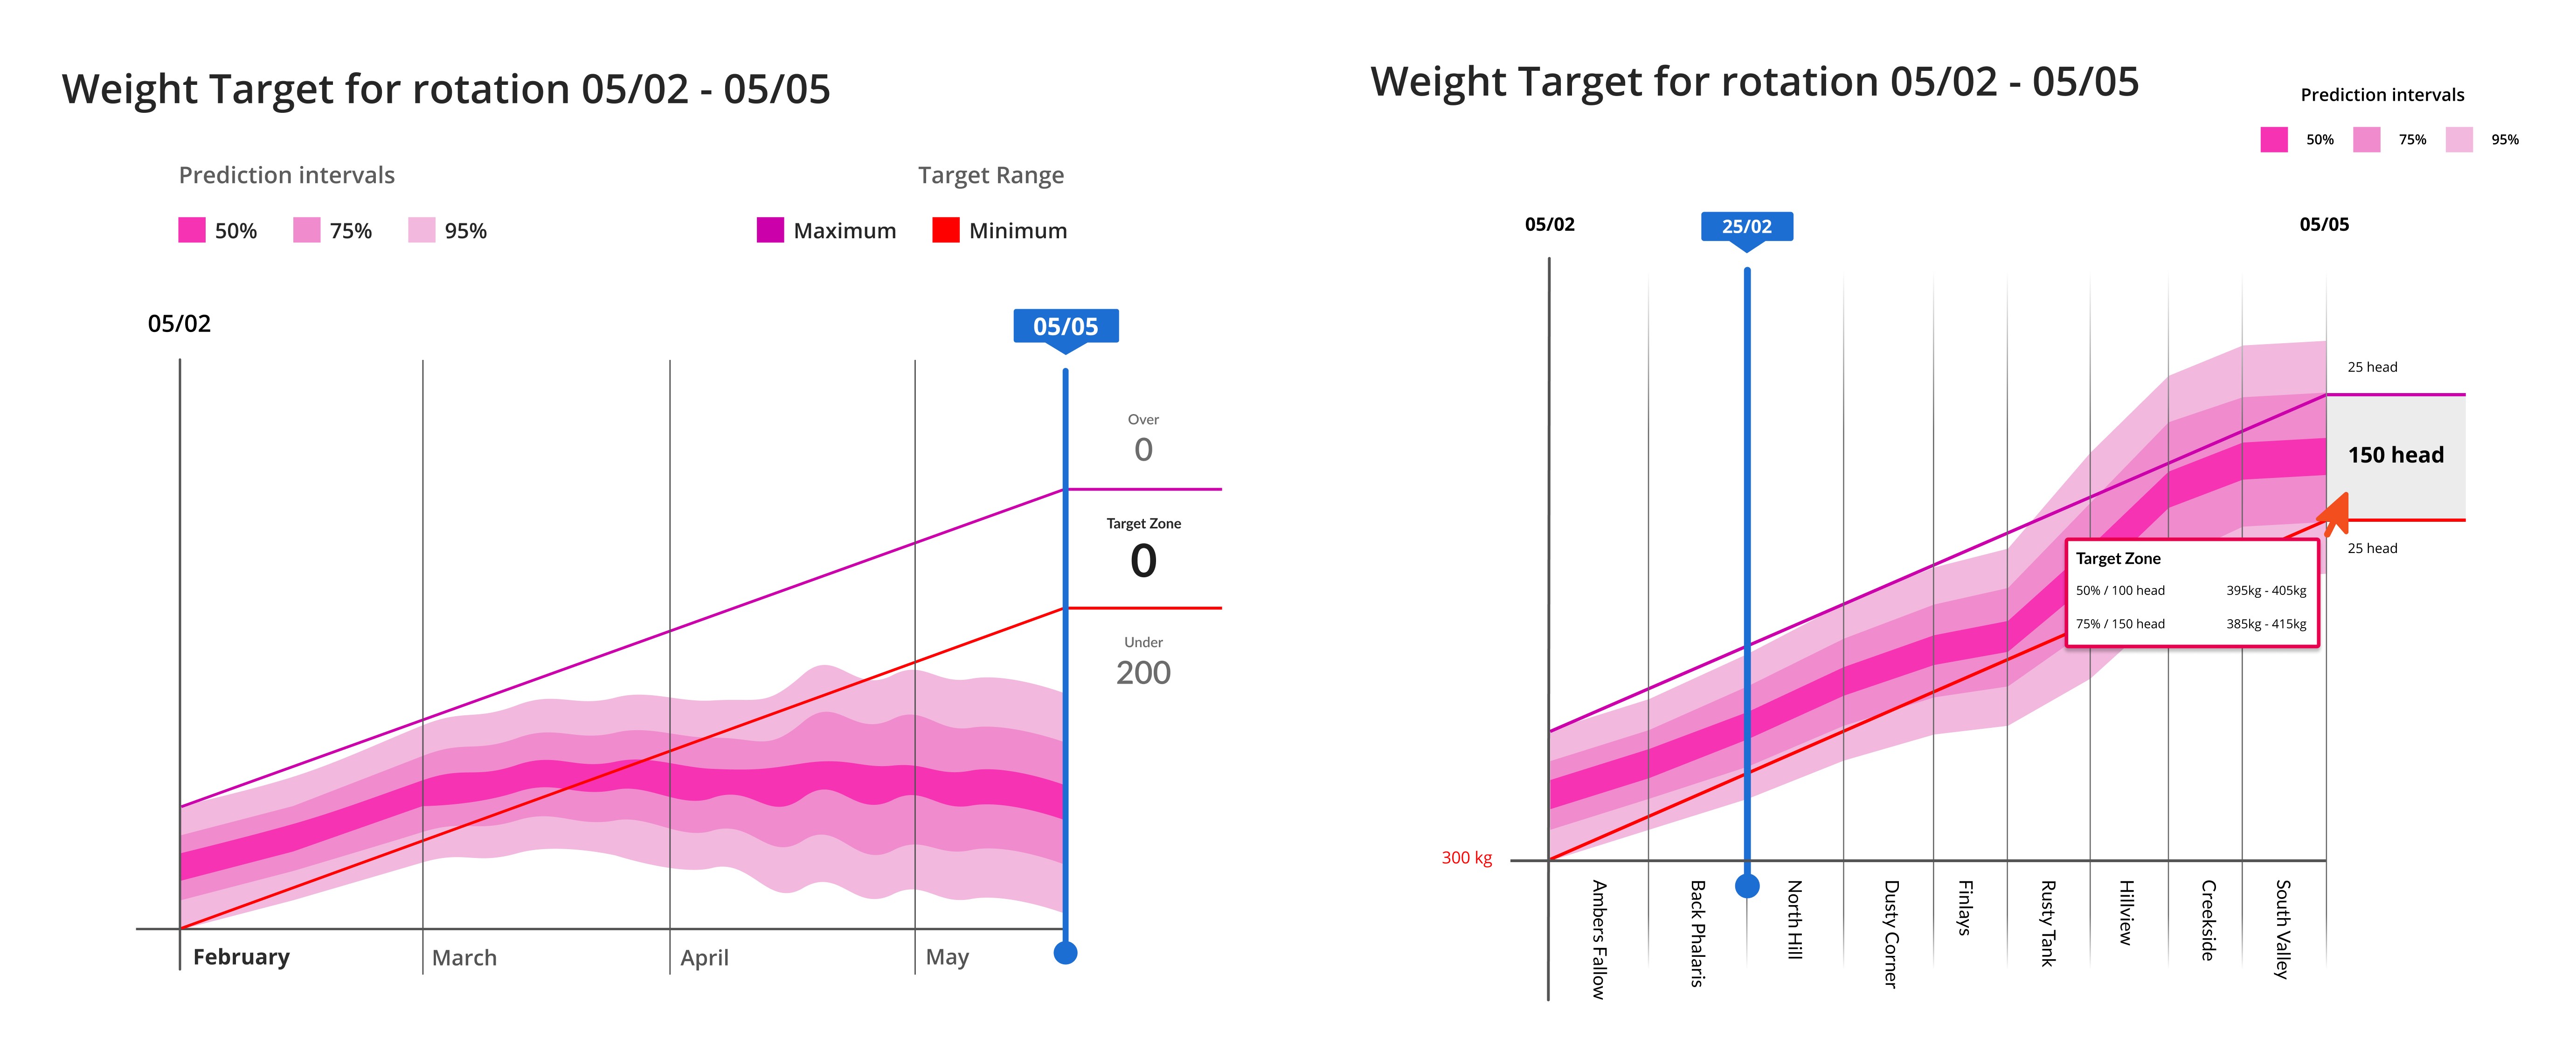 Weight Target for rotation 05/02 - 05/05
Prediction intervals
Target Range
50% 75% 95%
Maximum Minimum
05/02
05/05
Over
0
Target Zone
0
Under
200
February March April May
Weight Target for rotation 05/02 - 05/05
Prediction intervals
50% 75% 95%
05/02
25/02
05/05
25 head
150 head
25 head
Target Zone
50% / 100 head 395kg - 405kg
75% / 150 head 385kg - 415kg
300 kg
Ambers Fallow
Back Phalaris
North Hill
Dusty Corner
Finlays
Rusty Tank
Hillview
Creekside
South Valley